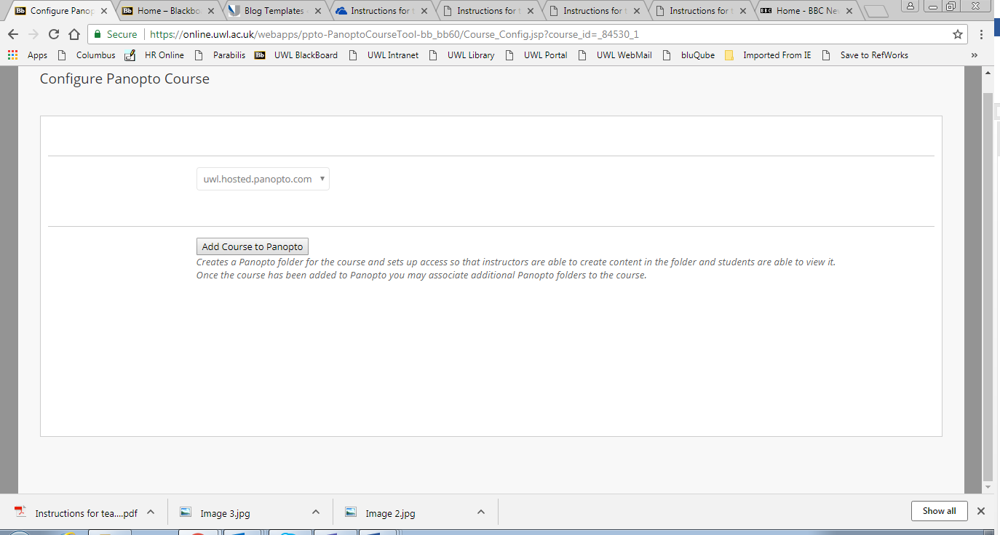 Bb Configure Panop
Bb Home – Blackbo
Blog Templates
Instructions for t
Instructions for t
Instructions for t
Instructions for t
BBC Home - BBC Ne
Secure https://online.uwl.ac.uk/webapps/ppto-PanoptoCourseTool-bb_bb60/Course_Config.jsp?course_id=_84530_1
Apps Columbus HR Online Parabilis Bb UWL BlackBoard UWL Intranet UWL Library UWL Portal UWL WebMail bluQube Imported From IE Save to RefWorks »
Configure Panopto Course
uwl.hosted.panopto.com
Add Course to Panopto
Creates a Panopto folder for the course and sets up access so that instructors are able to create content in the folder and students are able to view it.
Once the course has been added to Panopto you may associate additional Panopto folders to the course.
Instructions for tea....pdf Image 3.jpg Image 2.jpg Show all